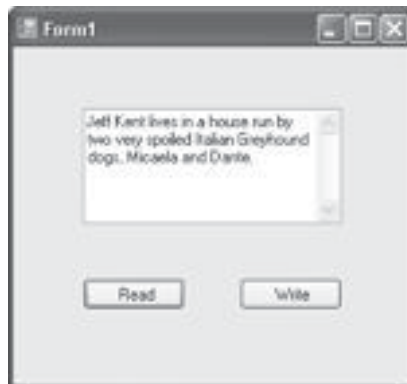 Form1
Jeff Kent lives in a house run by
two very spoiled Italian Greyhound
dogs, Micaela and Dante.
Read
Write